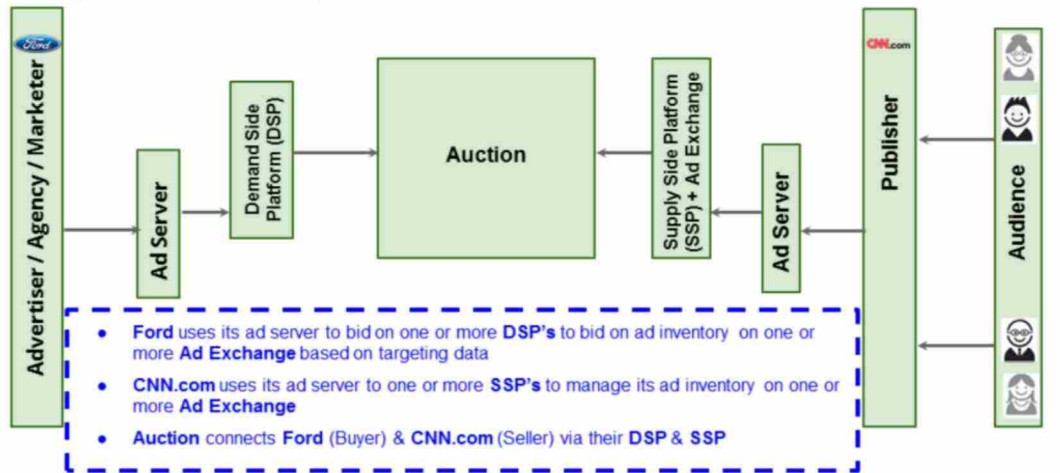 Advertiser / Agency / Marketer
Ford
Ad Server
Demand Side
Platform (DSP)
Auction
Supply Side Platform
(SSP) + Ad Exchange
Ad Server
CNN.com
Publisher
Audience
● Ford uses its ad server to bid on one or more DSP's to bid on ad inventory on one or
more Ad Exchange based on targeting data
● CNN.com uses its ad server to one or more SSP's to manage its ad inventory on one or
more Ad Exchange
● Auction connects Ford (Buyer) & CNN.com (Seller) via their DSP & SSP